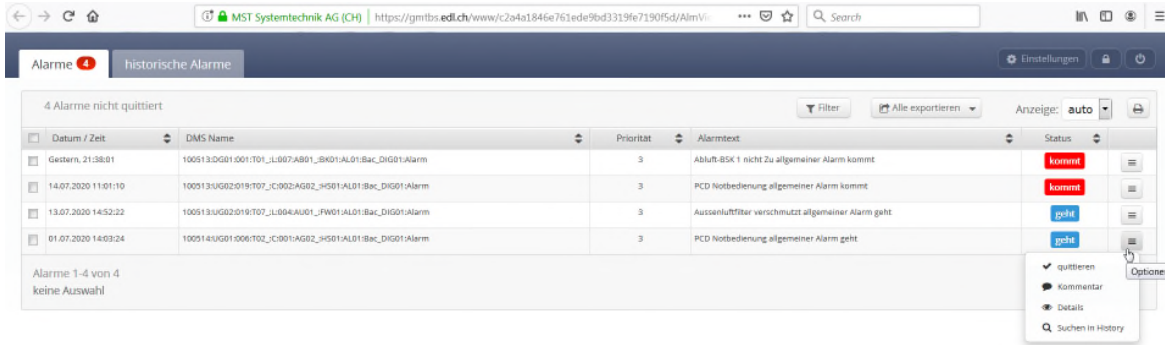 MST Systemtechnik AG (CH) https://gmtbs.edl.ch/www/c2a4a1846e761ede9bd3319fe7190f5d/AlmVi Search
Alarme 4 historische Alarme Einstellungen
4 Alarme nicht quittiert Filter Alle exportieren Anzeige: auto
Datum / Zeit DMS Name Priorität Alarmtext Status
Gestern, 21:38:01 100513:DG01:001:T01_:L:007:AB01_:BK01:AL01:Bac_DIG01:Alarm 3 Abluft-BSK 1 nicht Zu allgemeiner Alarm kommt kommt
14.07.2020 11:01:10 100513:UG02:019:T07_:C:002:AG02_:HS01:AL01:Bac_DIG01:Alarm 3 PCD Notbedienung allgemeiner Alarm kommt kommt
13.07.2020 14:52:22 100513:UG02:019:T07_:L:004:AU01_:FW01:AL01:Bac_DIG01:Alarm 3 Aussenluftfilter verschmutzt allgemeiner Alarm geht geht
01.07.2020 14:03:24 100514:UG01:006:T02_:C:001:AG02_:HS01:AL01:Bac_DIG01:Alarm 3 PCD Notbedienung allgemeiner Alarm geht geht
Alarme 1-4 von 4
keine Auswahl
quittieren
Optione
Kommentar
Details
Suchen in History